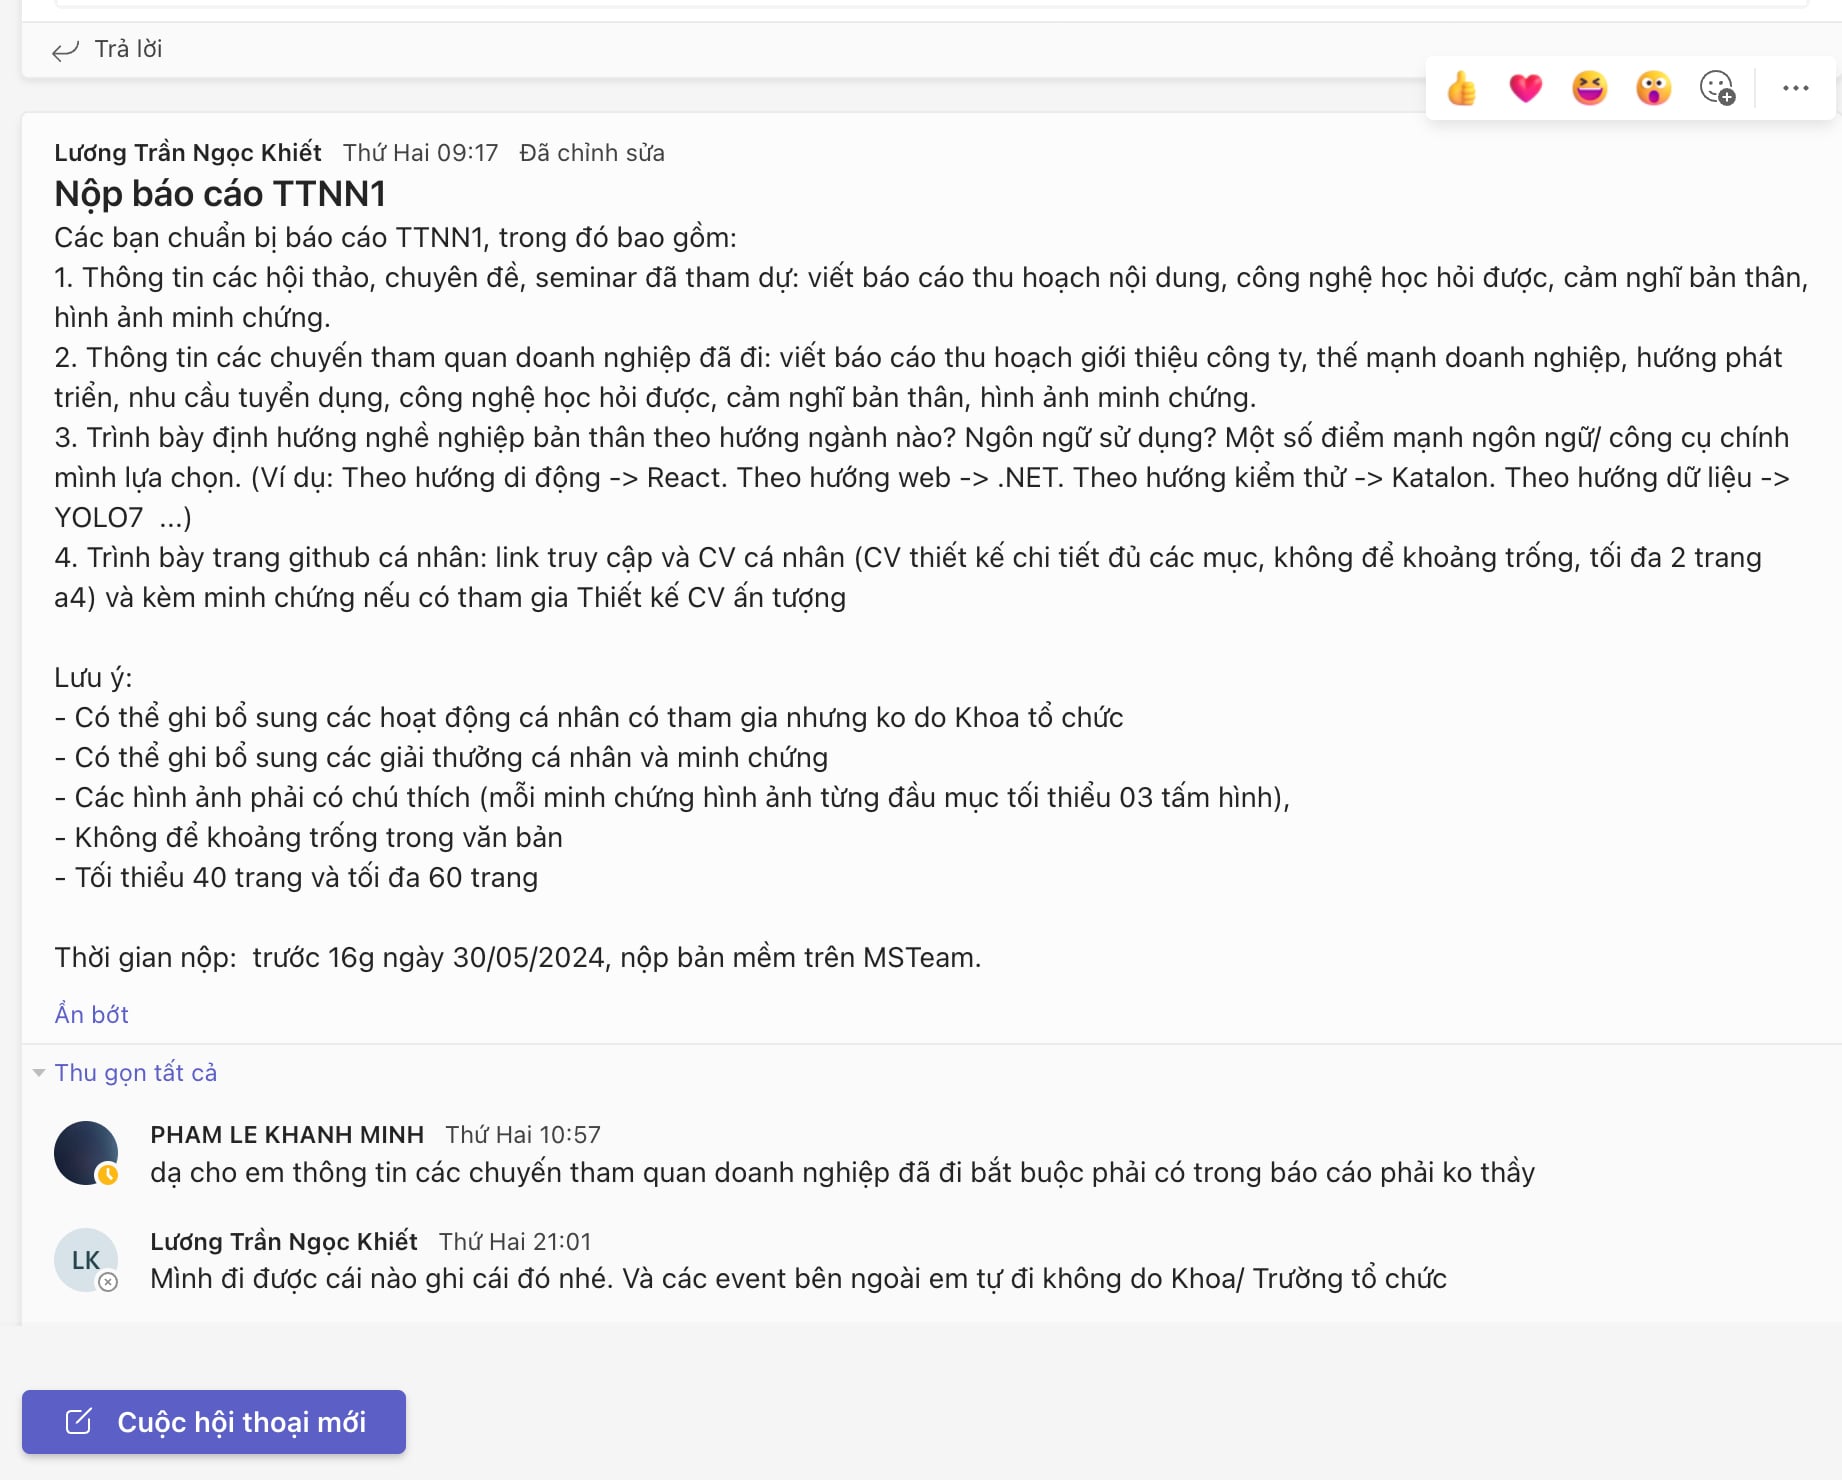 Trả lời
Lương Trần Ngọc Khiết Thứ Hai 09:17 Đã chỉnh sửa
Nộp báo cáo TTNN1
Các bạn chuẩn bị báo cáo TTNN1, trong đó bao gồm:
1. Thông tin các hội thảo, chuyên đề, seminar đã tham dự: viết báo cáo thu hoạch nội dung, công nghệ học hỏi được, cảm nghĩ bản thân,
hình ảnh minh chứng.
2. Thông tin các chuyến tham quan doanh nghiệp đã đi: viết báo cáo thu hoạch giới thiệu công ty, thế mạnh doanh nghiệp, hướng phát
triển, nhu cầu tuyển dụng, công nghệ học hỏi được, cảm nghĩ bản thân, hình ảnh minh chứng.
3. Trình bày định hướng nghề nghiệp bản thân theo hướng ngành nào? Ngôn ngữ sử dụng? Một số điểm mạnh ngôn ngữ/ công cụ chính
mình lựa chọn. (Ví dụ: Theo hướng di động -> React. Theo hướng web -> .NET. Theo hướng kiểm thử -> Katalon. Theo hướng dữ liệu ->
YOLO7 ...)
4. Trình bày trang github cá nhân: link truy cập và CV cá nhân (CV thiết kế chi tiết đủ các mục, không để khoảng trống, tối đa 2 trang
a4) và kèm minh chứng nếu có tham gia Thiết kế CV ấn tượng
Lưu ý:
- Có thể ghi bổ sung các hoạt động cá nhân có tham gia nhưng ko do Khoa tổ chức
- Có thể ghi bổ sung các giải thưởng cá nhân và minh chứng
- Các hình ảnh phải có chú thích (mỗi minh chứng hình ảnh từng đầu mục tối thiểu 03 tấm hình),
- Không để khoảng trống trong văn bản
- Tối thiểu 40 trang và tối đa 60 trang
Thời gian nộp: trước 16g ngày 30/05/2024, nộp bản mềm trên MSTeam.
Ẩn bớt
Thu gọn tất cả
PHAM LE KHANH MINH Thứ Hai 10:57
dạ cho em thông tin các chuyến tham quan doanh nghiệp đã đi bắt buộc phải có trong báo cáo phải ko thầy
LK
Lương Trần Ngọc Khiết Thứ Hai 21:01
Mình đi được cái nào ghi cái đó nhé. Và các event bên ngoài em tự đi không do Khoa/ Trường tổ chức
Cuộc hội thoại mới